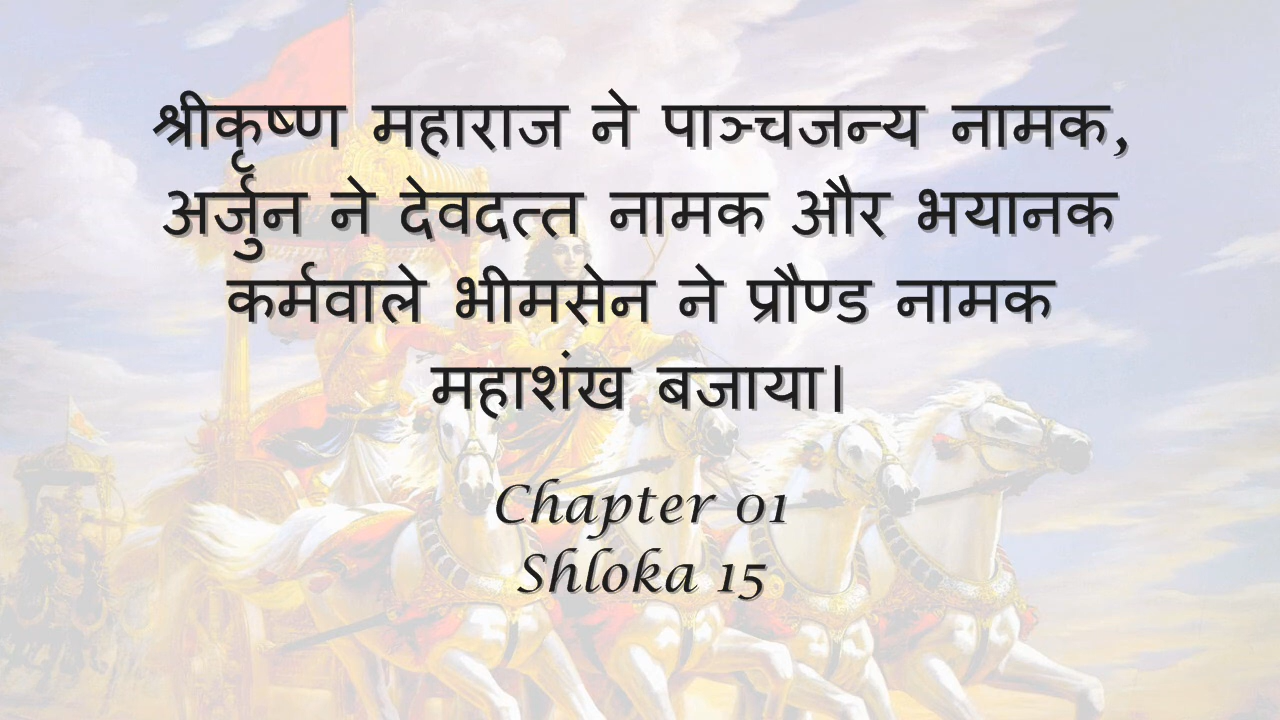 श्रीकृष्ण महाराज ने पाञ्चजन्य नामक,
अर्जुन ने देवदत्त नामक और भयानक
कर्मवाले भीमसेन ने प्रौण्ड नामक
महाशंख बजाया।
Chapter 01
Shloka 15